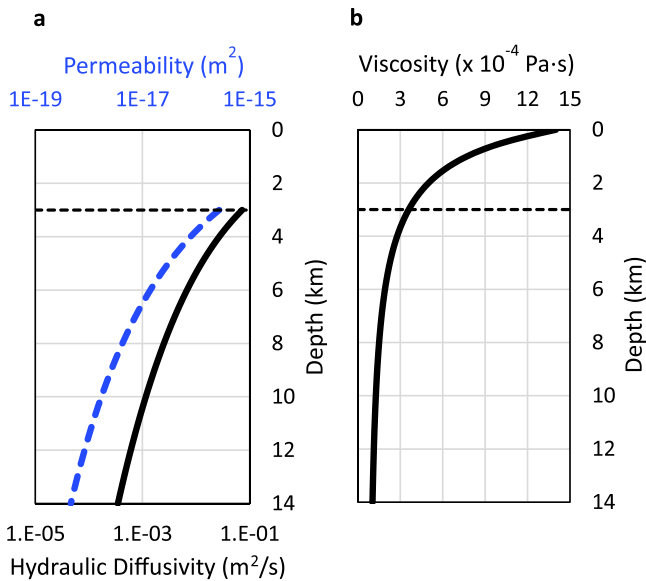 a
Permeability (m²)
1E-19 1E-17 1E-15
0
2
4
6
8
10
12
14
Depth (km)
1.E-05 1.E-03 1.E-01
Hydraulic Diffusivity (m²/s)
b
Viscosity (x 10⁻⁴ Pa·s)
0 3 6 9 12 15
0
2
4
6
8
10
12
14
Depth (km)